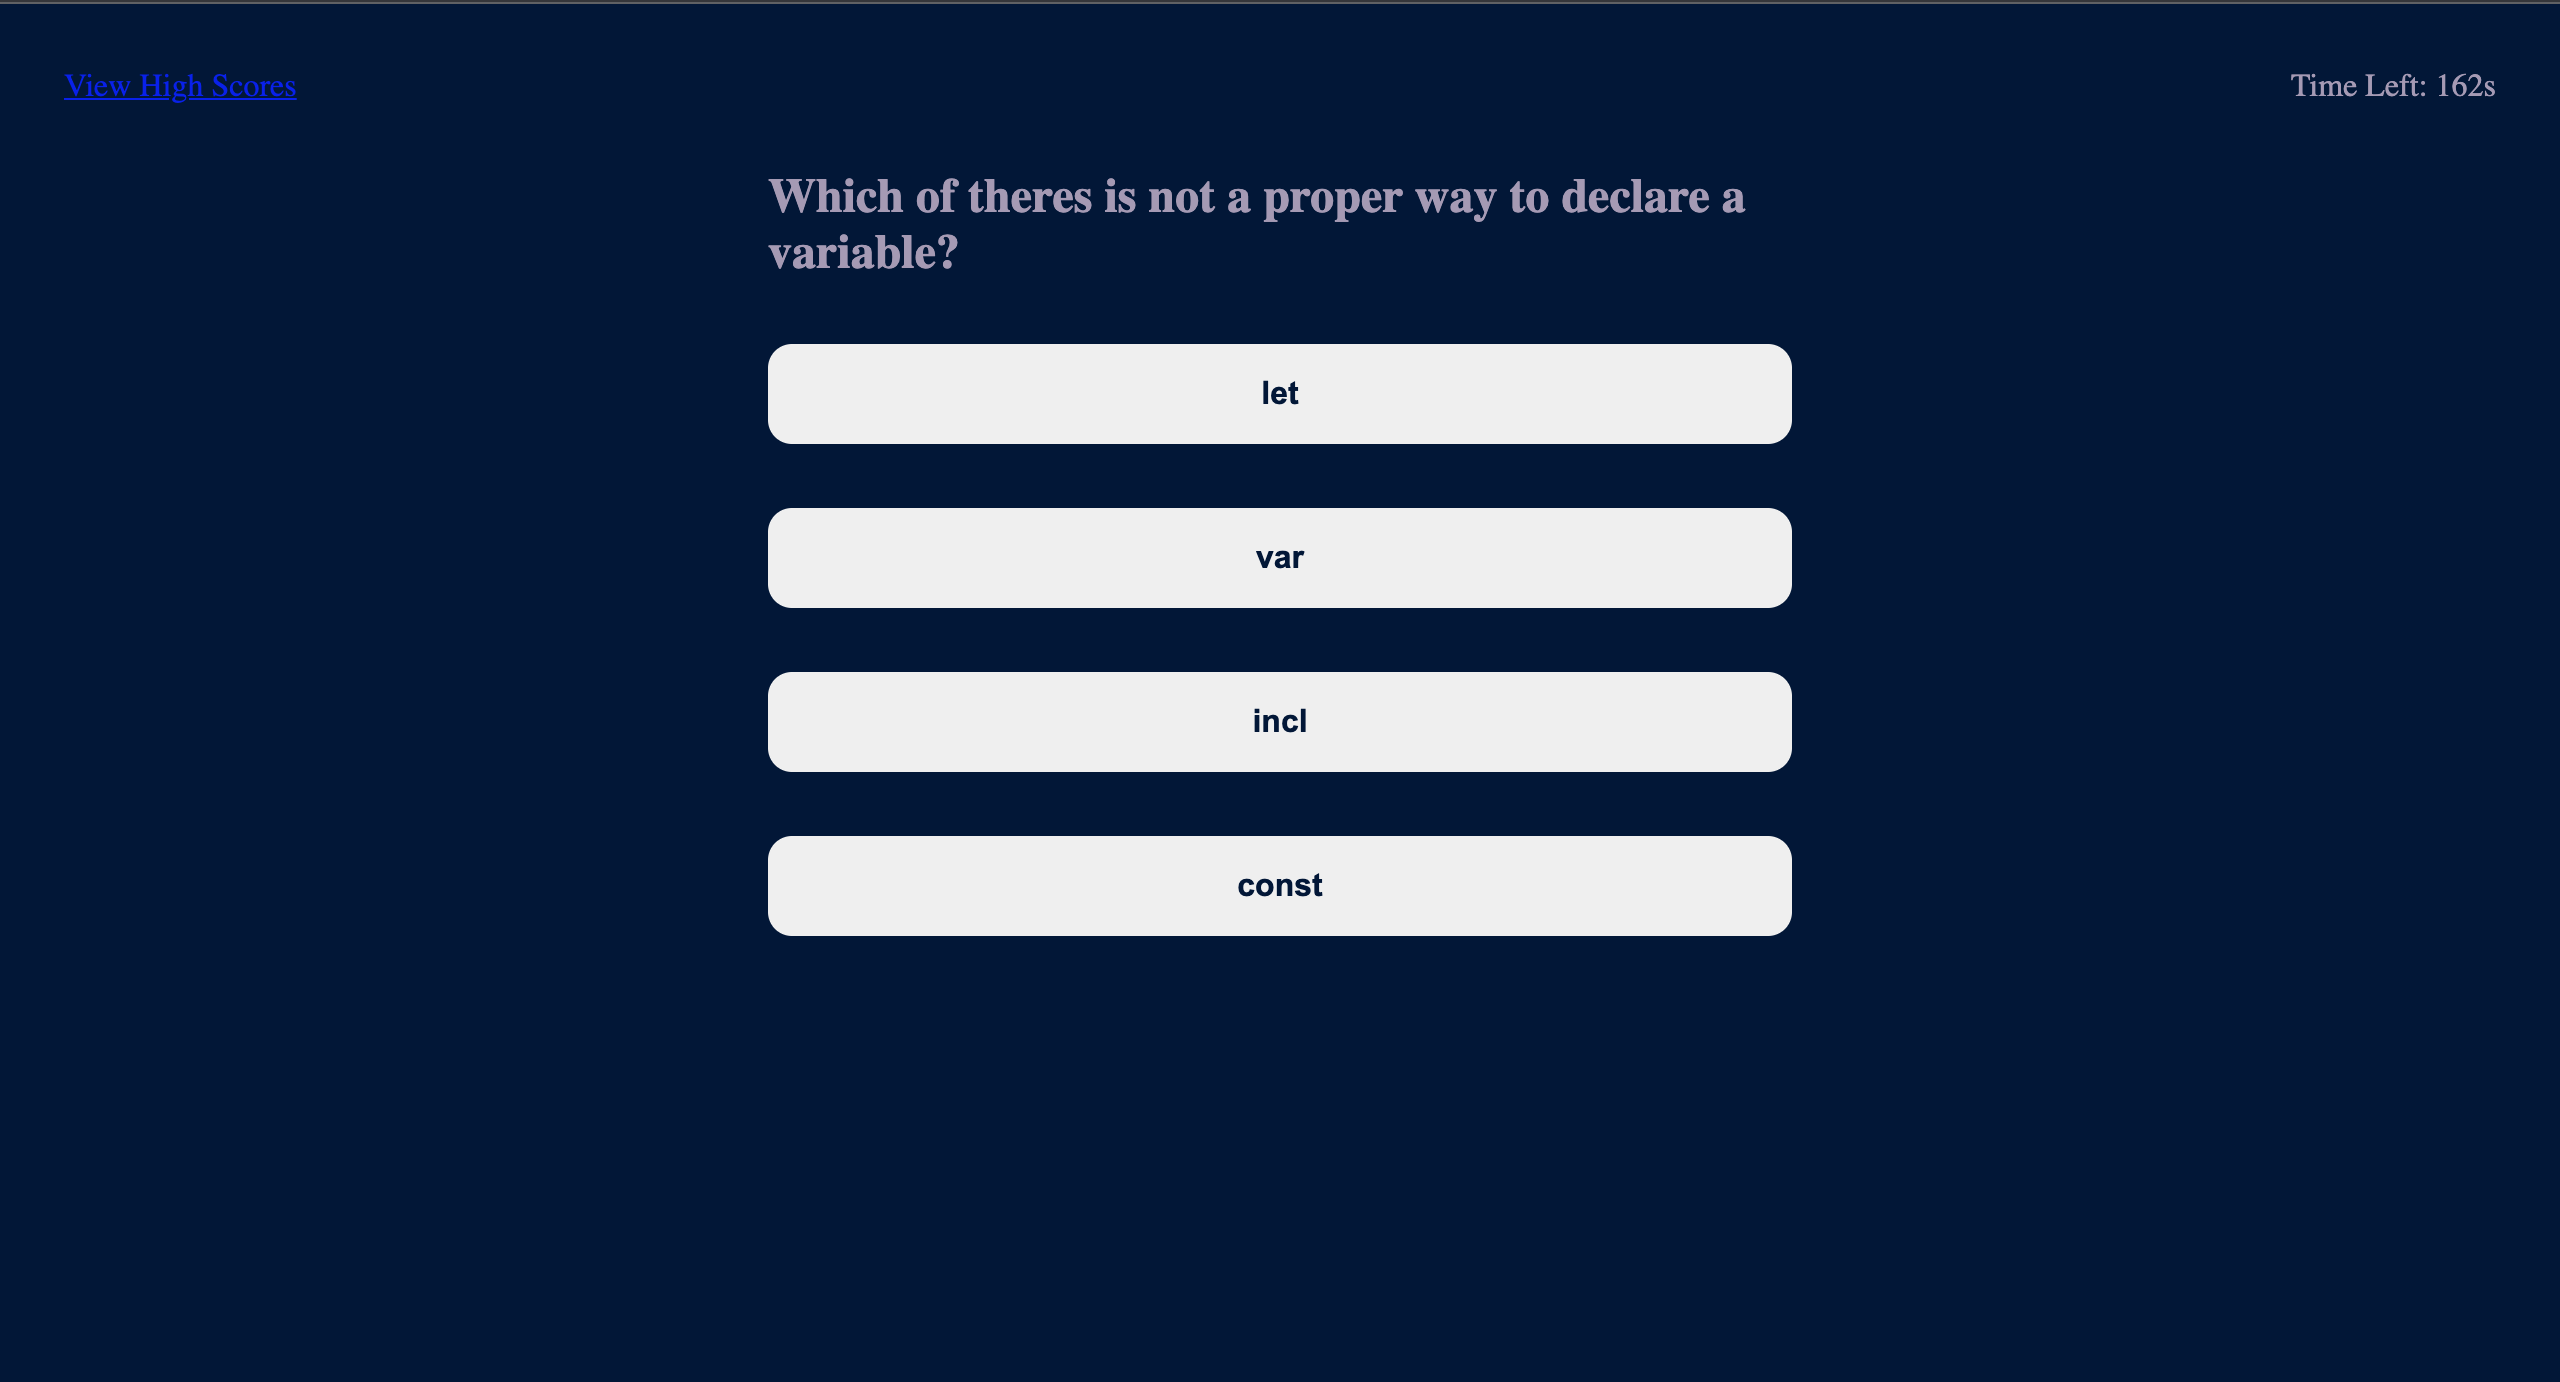 View High Scores
Time Left: 162s
Which of theres is not a proper way to declare a
variable?
let
var
incl
const